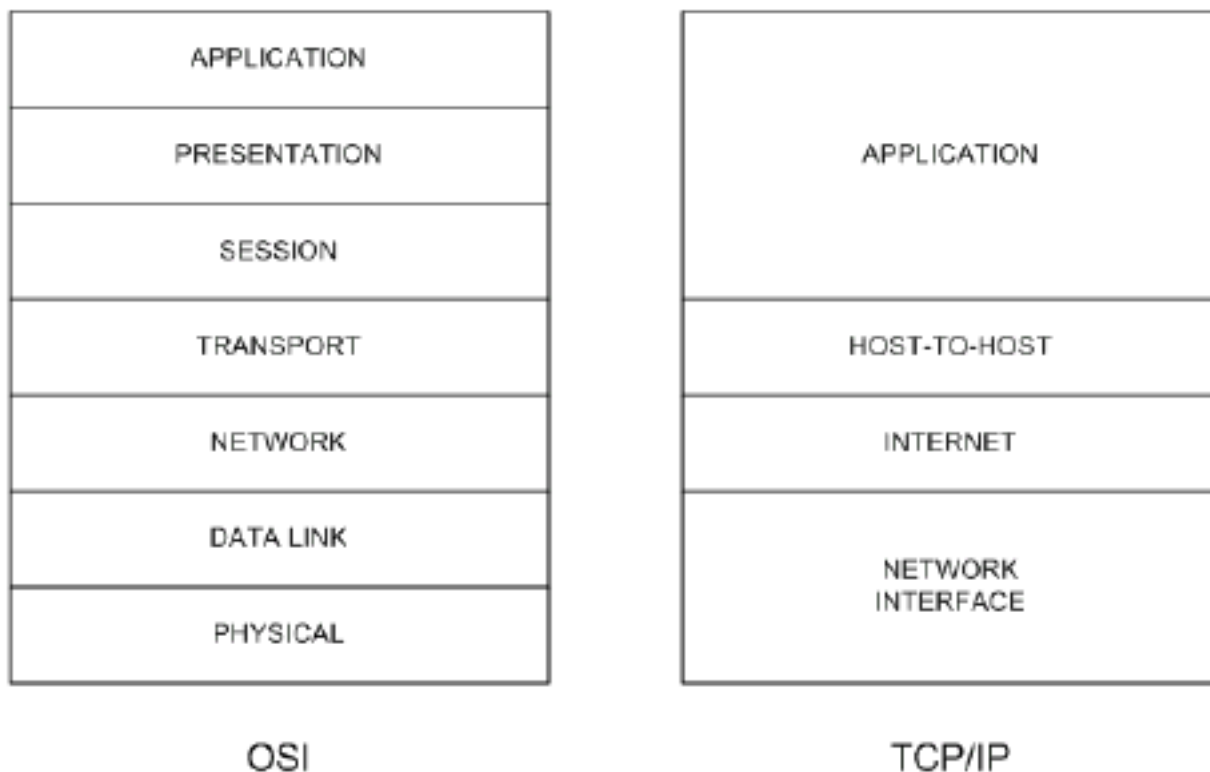 APPLICATION
PRESENTATION
SESSION
TRANSPORT
NETWORK
DATA LINK
PHYSICAL
OSI
APPLICATION
HOST-TO-HOST
INTERNET
NETWORK
INTERFACE
TCP/IP